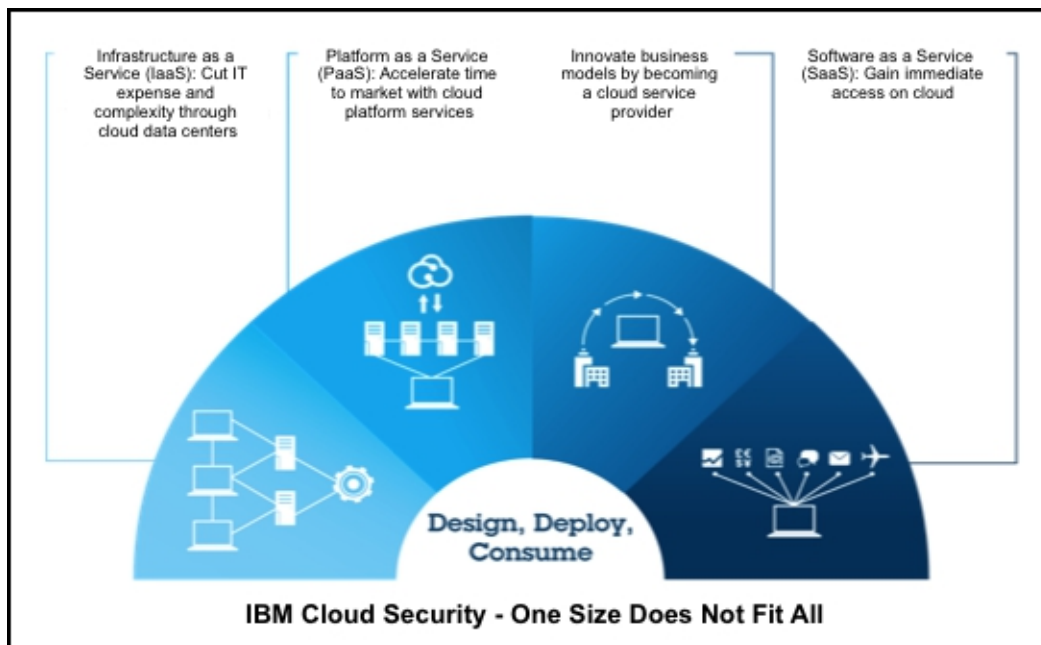 Infrastructure as a
Service (IaaS): Cut IT
expense and
complexity through
cloud data centers
Platform as a Service
(PaaS): Accelerate time
to market with cloud
platform services
Innovate business
models by becoming
a cloud service
provider
Software as a Service
(SaaS): Gain immediate
access on cloud
Design, Deploy,
Consume
IBM Cloud Security - One Size Does Not Fit All